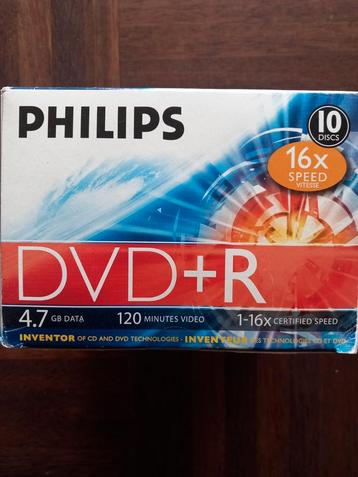 PHILIPS
10
DISCS
16x
SPEED
VITESSE
DVD+R
4.7 GB DATA 120 MINUTES VIDEO 1-16x CERTIFIED SPEED
INVENTOR OF CD AND DVD TECHNOLOGIES - INVENTEUR DES TECHNOLOGIES CD ET DVD